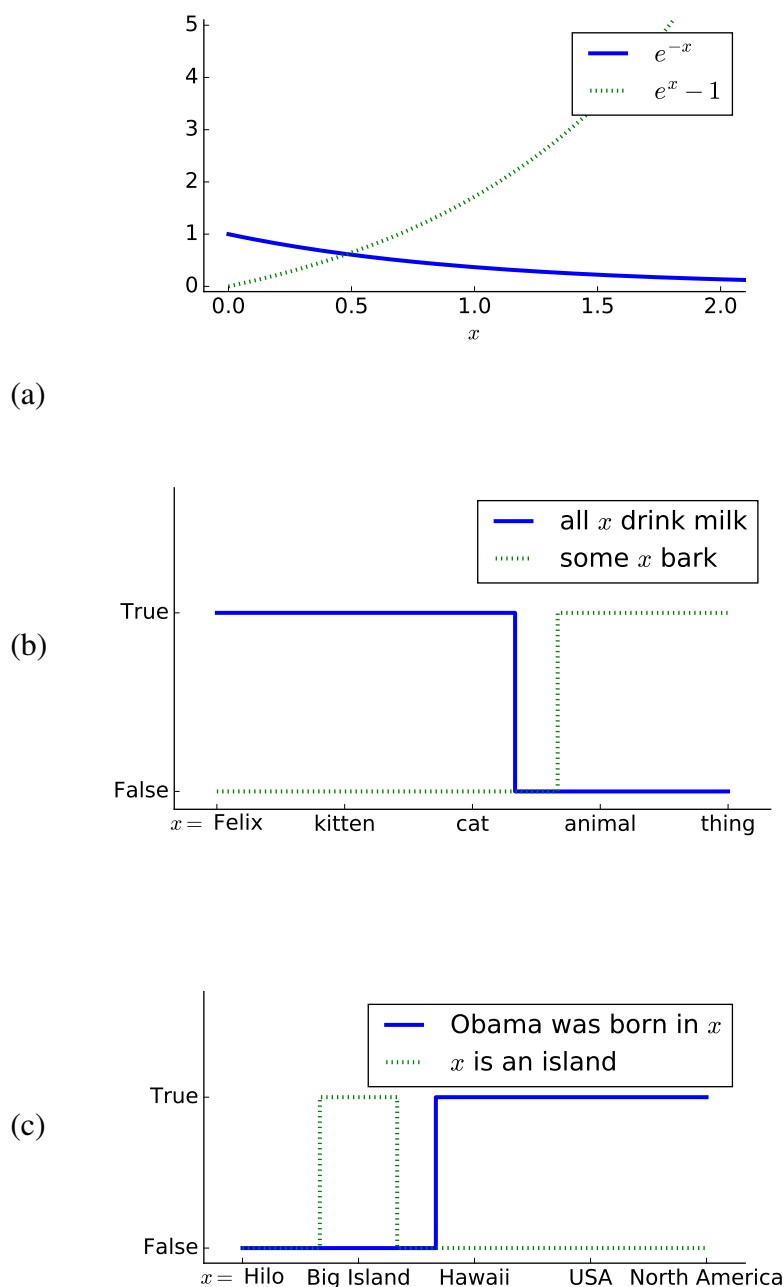 5
4
3
2
1
0
e^{-x}
e^x − 1
0.0 0.5 1.0 1.5 2.0
x
(a)
all x drink milk
some x bark
True
(b)
False
x = Felix kitten cat animal thing
Obama was born in x
x is an island
True
(c)
False
x = Hilo Big Island Hawaii USA North America